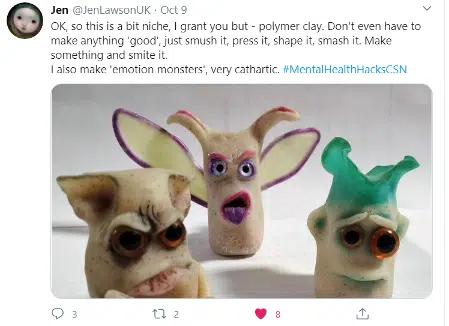 Jen @JenLawsonUK · Oct 9
OK, so this is a bit niche, I grant you but - polymer clay. Don't even have to
make anything 'good', just smush it, press it, shape it, smash it. Make
something and smite it.
I also make 'emotion monsters', very cathartic. #MentalHealthHacksCSN
3 2 8